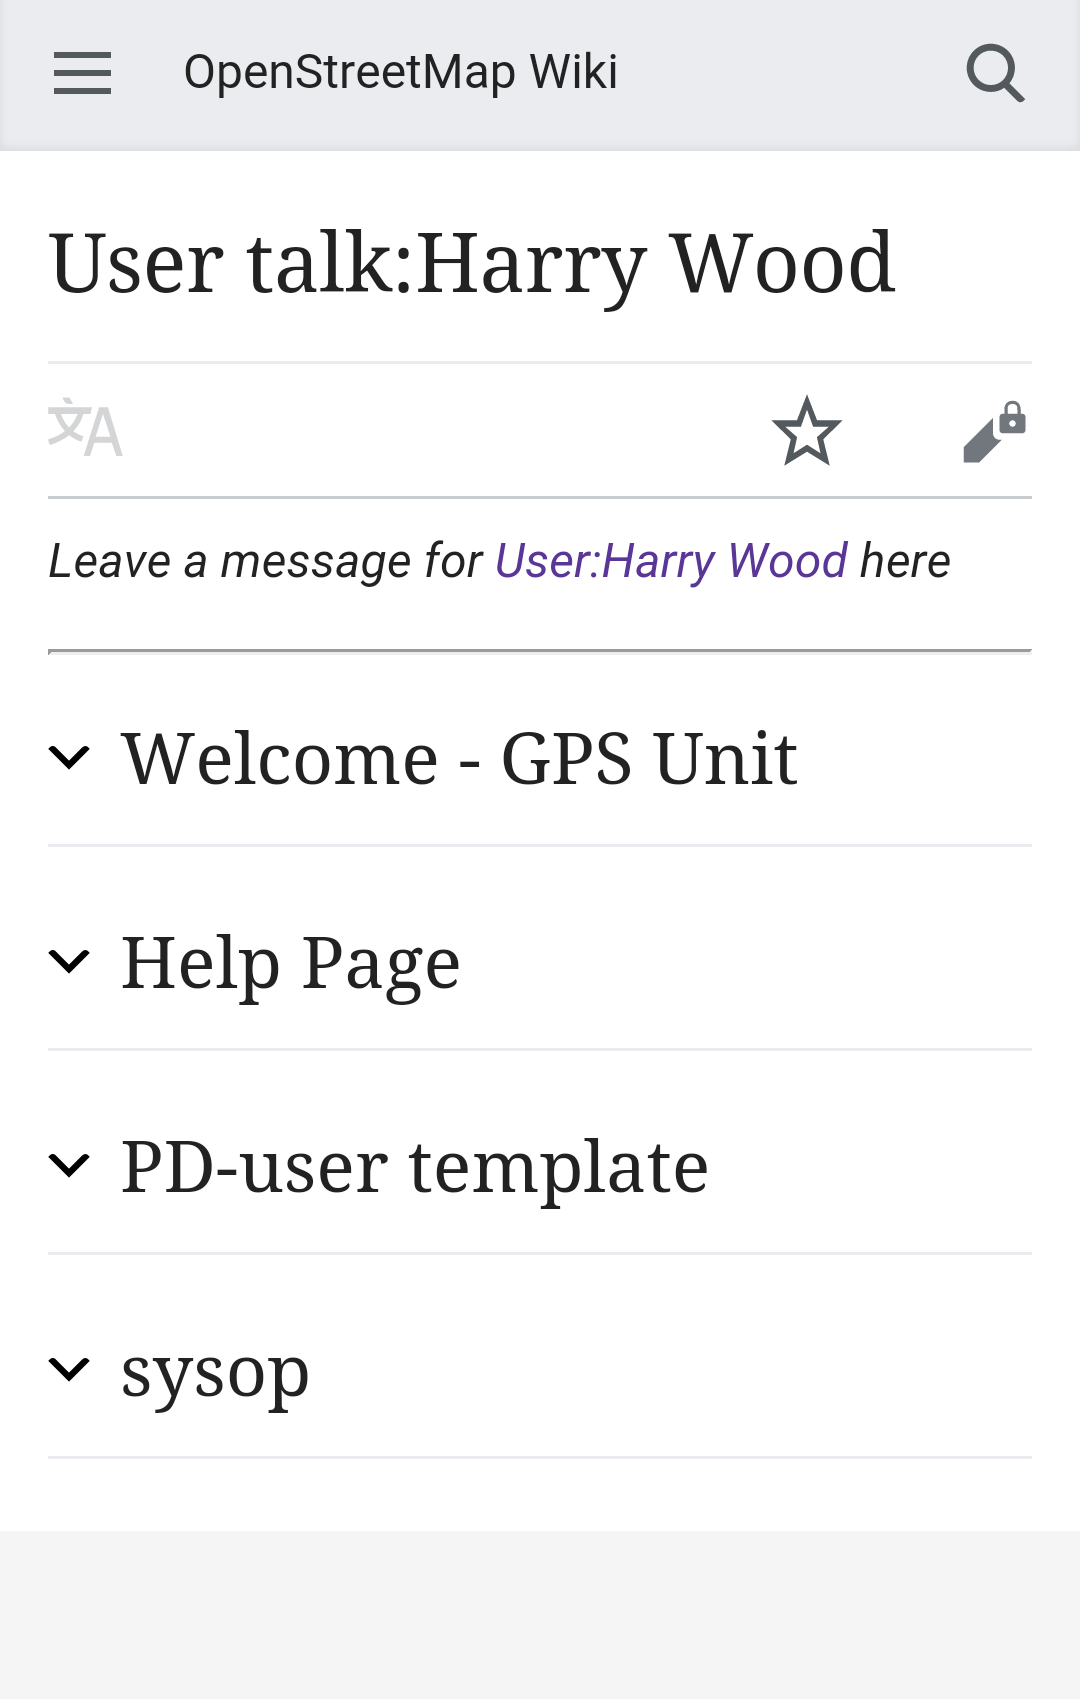 OpenStreetMap Wiki
User talk:Harry Wood
Leave a message for User:Harry Wood here
Welcome - GPS Unit
Help Page
PD-user template
sysop